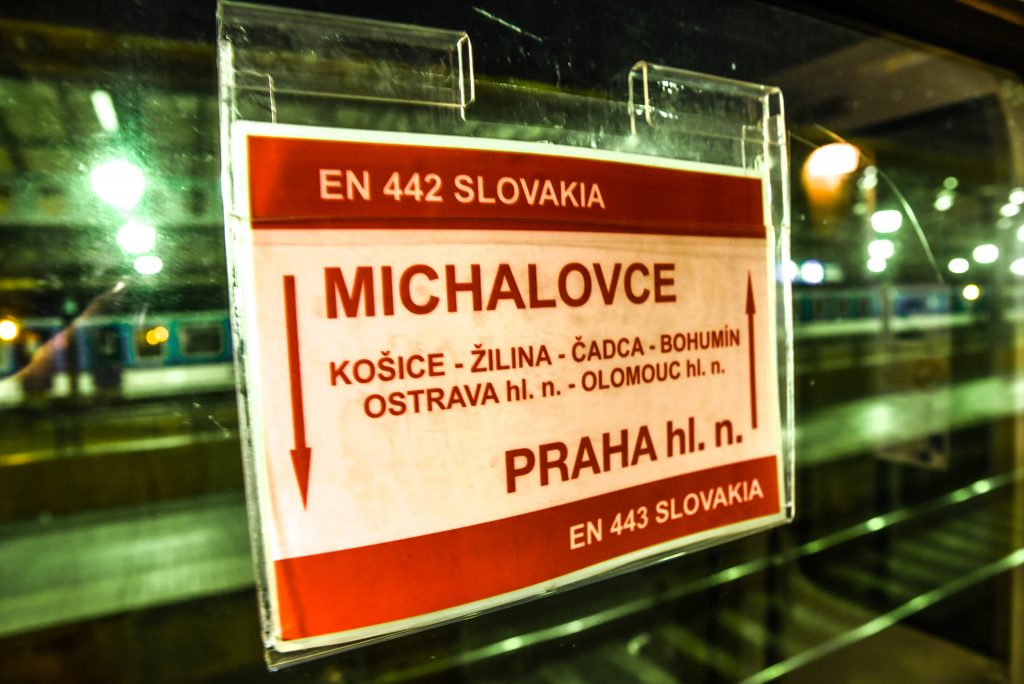 EN 442 SLOVAKIA
MICHALOVCE
KOŠICE - ŽILINA - ČADCA - BOHUMÍN
OSTRAVA hl. n. - OLOMOUC hl. n.
PRAHA hl. n.
EN 443 SLOVAKIA